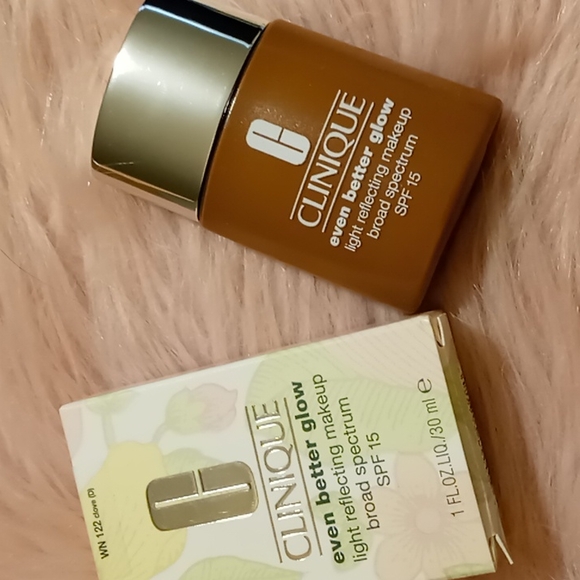 CLINIQUE
even better glow
light reflecting makeup
broad spectrum
SPF 15
WN 122 clove (D)
CLINIQUE
even better glow
light reflecting makeup
broad spectrum
SPF 15
1 FL.OZ.LIQ./30 ml ℮